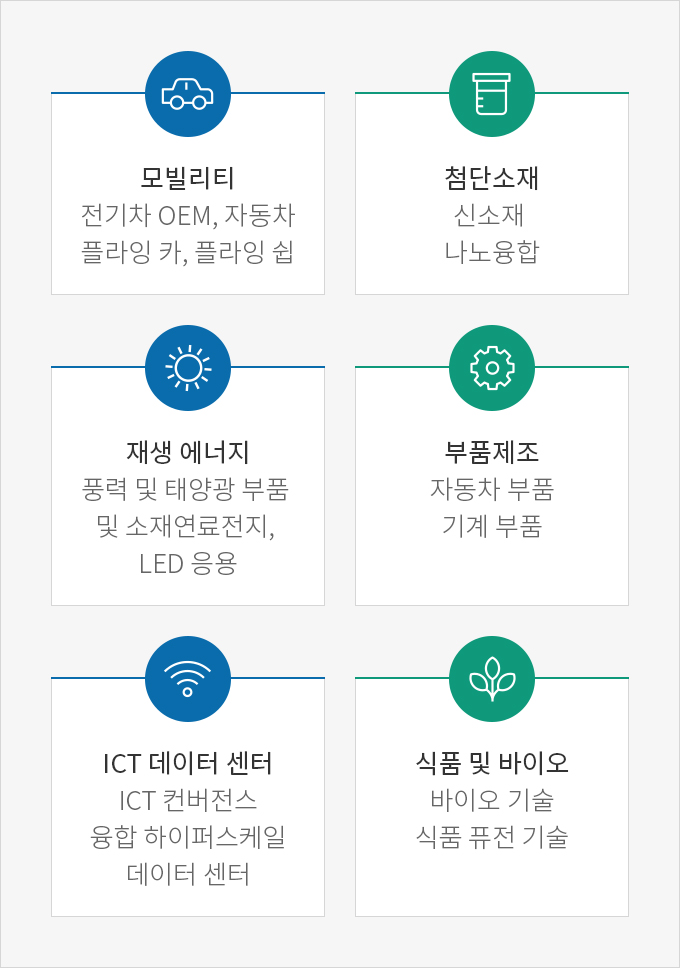 모빌리티
전기차 OEM, 자동차
플라잉 카, 플라잉 쉽
첨단소재
신소재
나노융합
재생 에너지
풍력 및 태양광 부품
및 소재연료전지,
LED 응용
부품제조
자동차 부품
기계 부품
ICT 데이터 센터
ICT 컨버전스
융합 하이퍼스케일
데이터 센터
식품 및 바이오
바이오 기술
식품 퓨전 기술